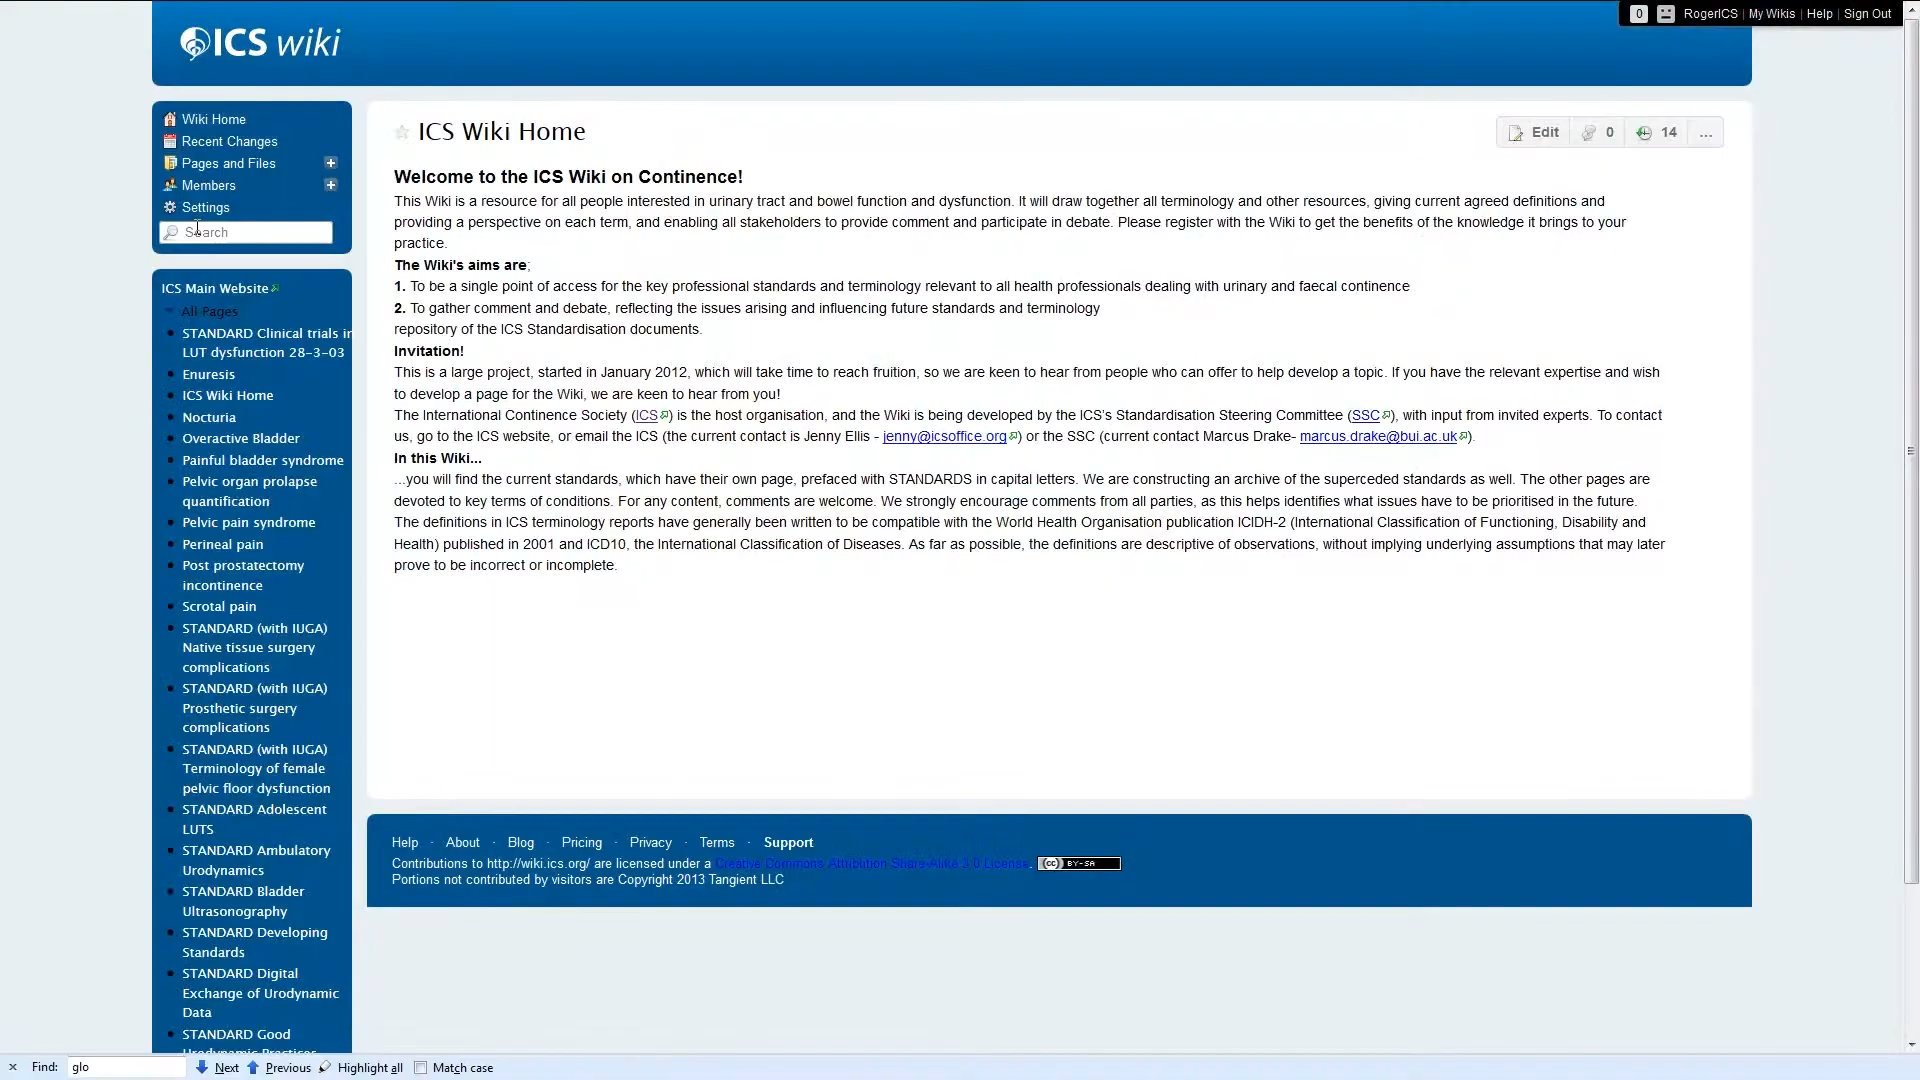 0 RogerICS | My Wikis | Help | Sign Out
ICS wiki
Wiki Home
Recent Changes
Pages and Files
Members
Settings
Search
ICS Main Website
All Pages
STANDARD Clinical trials in
LUT dysfunction 28-3-03
Enuresis
ICS Wiki Home
Nocturia
Overactive Bladder
Painful bladder syndrome
Pelvic organ prolapse
quantification
Pelvic pain syndrome
Perineal pain
Post prostatectomy
incontinence
Scrotal pain
STANDARD (with IUGA)
Native tissue surgery
complications
STANDARD (with IUGA)
Prosthetic surgery
complications
STANDARD (with IUGA)
Terminology of female
pelvic floor dysfunction
STANDARD Adolescent
LUTS
STANDARD Ambulatory
Urodynamics
STANDARD Bladder
Ultrasonography
STANDARD Developing
Standards
STANDARD Digital
Exchange of Urodynamic
Data
STANDARD Good
Urodynamic Practices
ICS Wiki Home
Edit 0 14 ...
Welcome to the ICS Wiki on Continence!
This Wiki is a resource for all people interested in urinary tract and bowel function and dysfunction. It will draw together all terminology and other resources, giving current agreed definitions and
providing a perspective on each term, and enabling all stakeholders to provide comment and participate in debate. Please register with the Wiki to get the benefits of the knowledge it brings to your
practice.
The Wiki's aims are;
1. To be a single point of access for the key professional standards and terminology relevant to all health professionals dealing with urinary and faecal continence
2. To gather comment and debate, reflecting the issues arising and influencing future standards and terminology
repository of the ICS Standardisation documents.
Invitation!
This is a large project, started in January 2012, which will take time to reach fruition, so we are keen to hear from people who can offer to help develop a topic. If you have the relevant expertise and wish
to develop a page for the Wiki, we are keen to hear from you!
The International Continence Society (ICS) is the host organisation, and the Wiki is being developed by the ICS's Standardisation Steering Committee (SSC), with input from invited experts. To contact
us, go to the ICS website, or email the ICS (the current contact is Jenny Ellis - jenny@icsoffice.org) or the SSC (current contact Marcus Drake- marcus.drake@bui.ac.uk).
In this Wiki...
...you will find the current standards, which have their own page, prefaced with STANDARDS in capital letters. We are constructing an archive of the superceded standards as well. The other pages are
devoted to key terms of conditions. For any content, comments are welcome. We strongly encourage comments from all parties, as this helps identifies what issues have to be prioritised in the future.
The definitions in ICS terminology reports have generally been written to be compatible with the World Health Organisation publication ICIDH-2 (International Classification of Functioning, Disability and
Health) published in 2001 and ICD10, the International Classification of Diseases. As far as possible, the definitions are descriptive of observations, without implying underlying assumptions that may later
prove to be incorrect or incomplete.
Help · About · Blog · Pricing · Privacy · Terms · Support
Contributions to http://wiki.ics.org/ are licensed under a Creative Commons Attribution Share-Alike 3.0 License. (cc) BY-SA
Portions not contributed by visitors are Copyright 2013 Tangient LLC
× Find: glo Next Previous Highlight all Match case